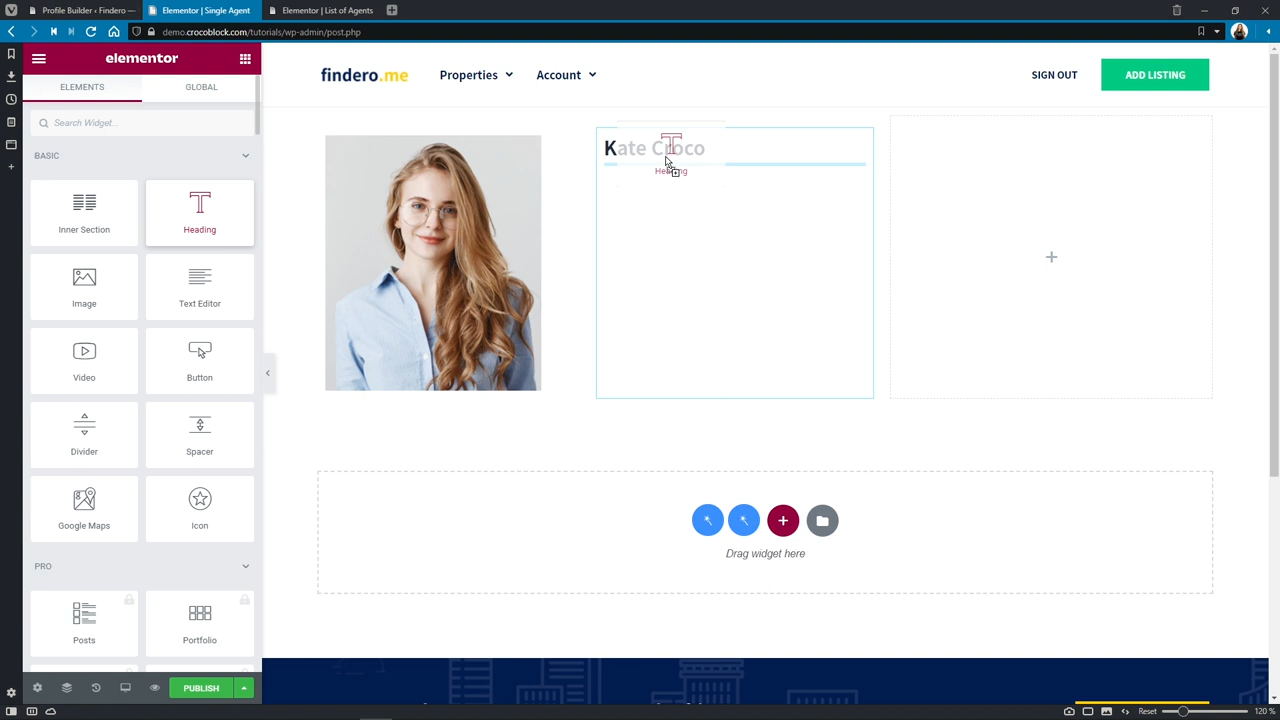 Profile Builder ‹ Findero —
Elementor | Single Agent
Elementor | List of Agents
demo.crocoblock.com/tutorials/wp-admin/post.php
elementor
ELEMENTS
GLOBAL
Search Widget...
BASIC
Inner Section
Heading
Image
Text Editor
Video
Button
Divider
Spacer
Google Maps
Icon
PRO
Posts
Portfolio
PUBLISH
findero.me
Properties
Account
SIGN OUT
ADD LISTING
Kate Croco
Heading
Drag widget here
Reset
120 %